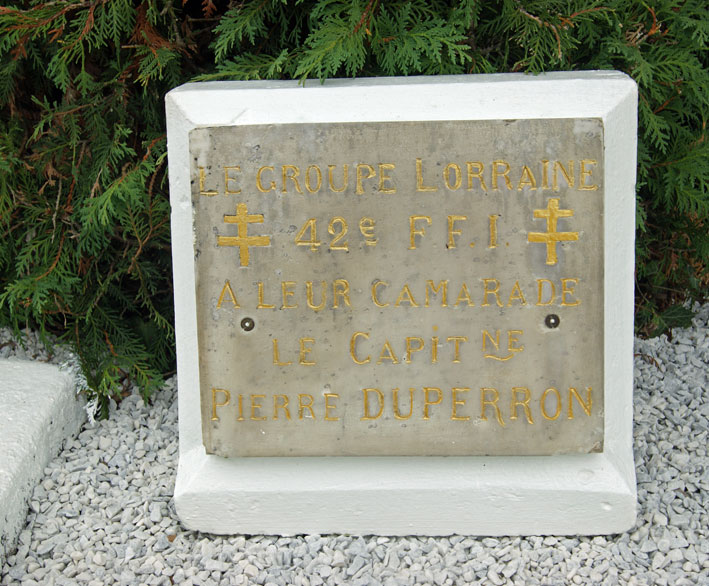 LE GROUPE LORRAINE
42E F.F.I.
A LEUR CAMARADE
LE CAPITNE
PIERRE DUPERRON